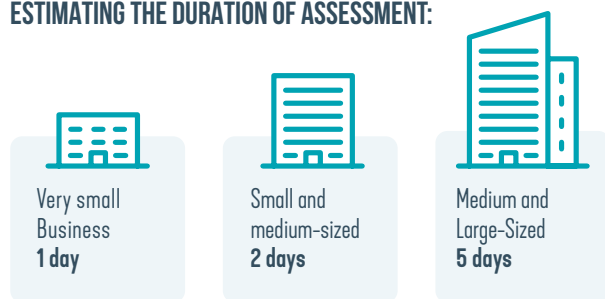 ESTIMATING THE DURATION OF ASSESSMENT:
Very small
Business
1 day
Small and
medium-sized
2 days
Medium and
Large-Sized
5 days